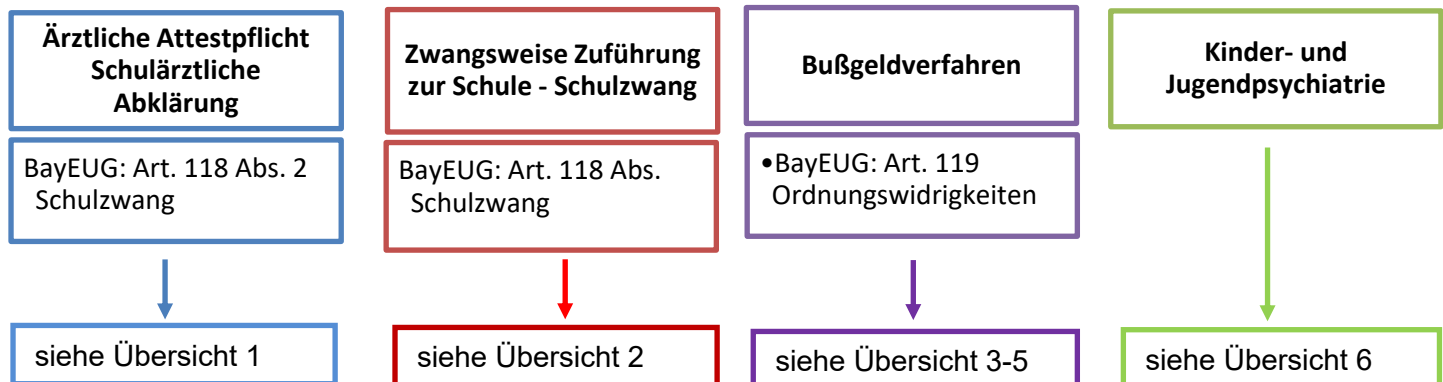 Ärztliche Attestpflicht
Schulärztliche
Abklärung
BayEUG: Art. 118 Abs. 2
Schulzwang
siehe Übersicht 1
Zwangsweise Zuführung
zur Schule - Schulzwang
BayEUG: Art. 118 Abs.
Schulzwang
siehe Übersicht 2
Bußgeldverfahren
•BayEUG: Art. 119
Ordnungswidrigkeiten
siehe Übersicht 3-5
Kinder- und
Jugendpsychiatrie
siehe Übersicht 6